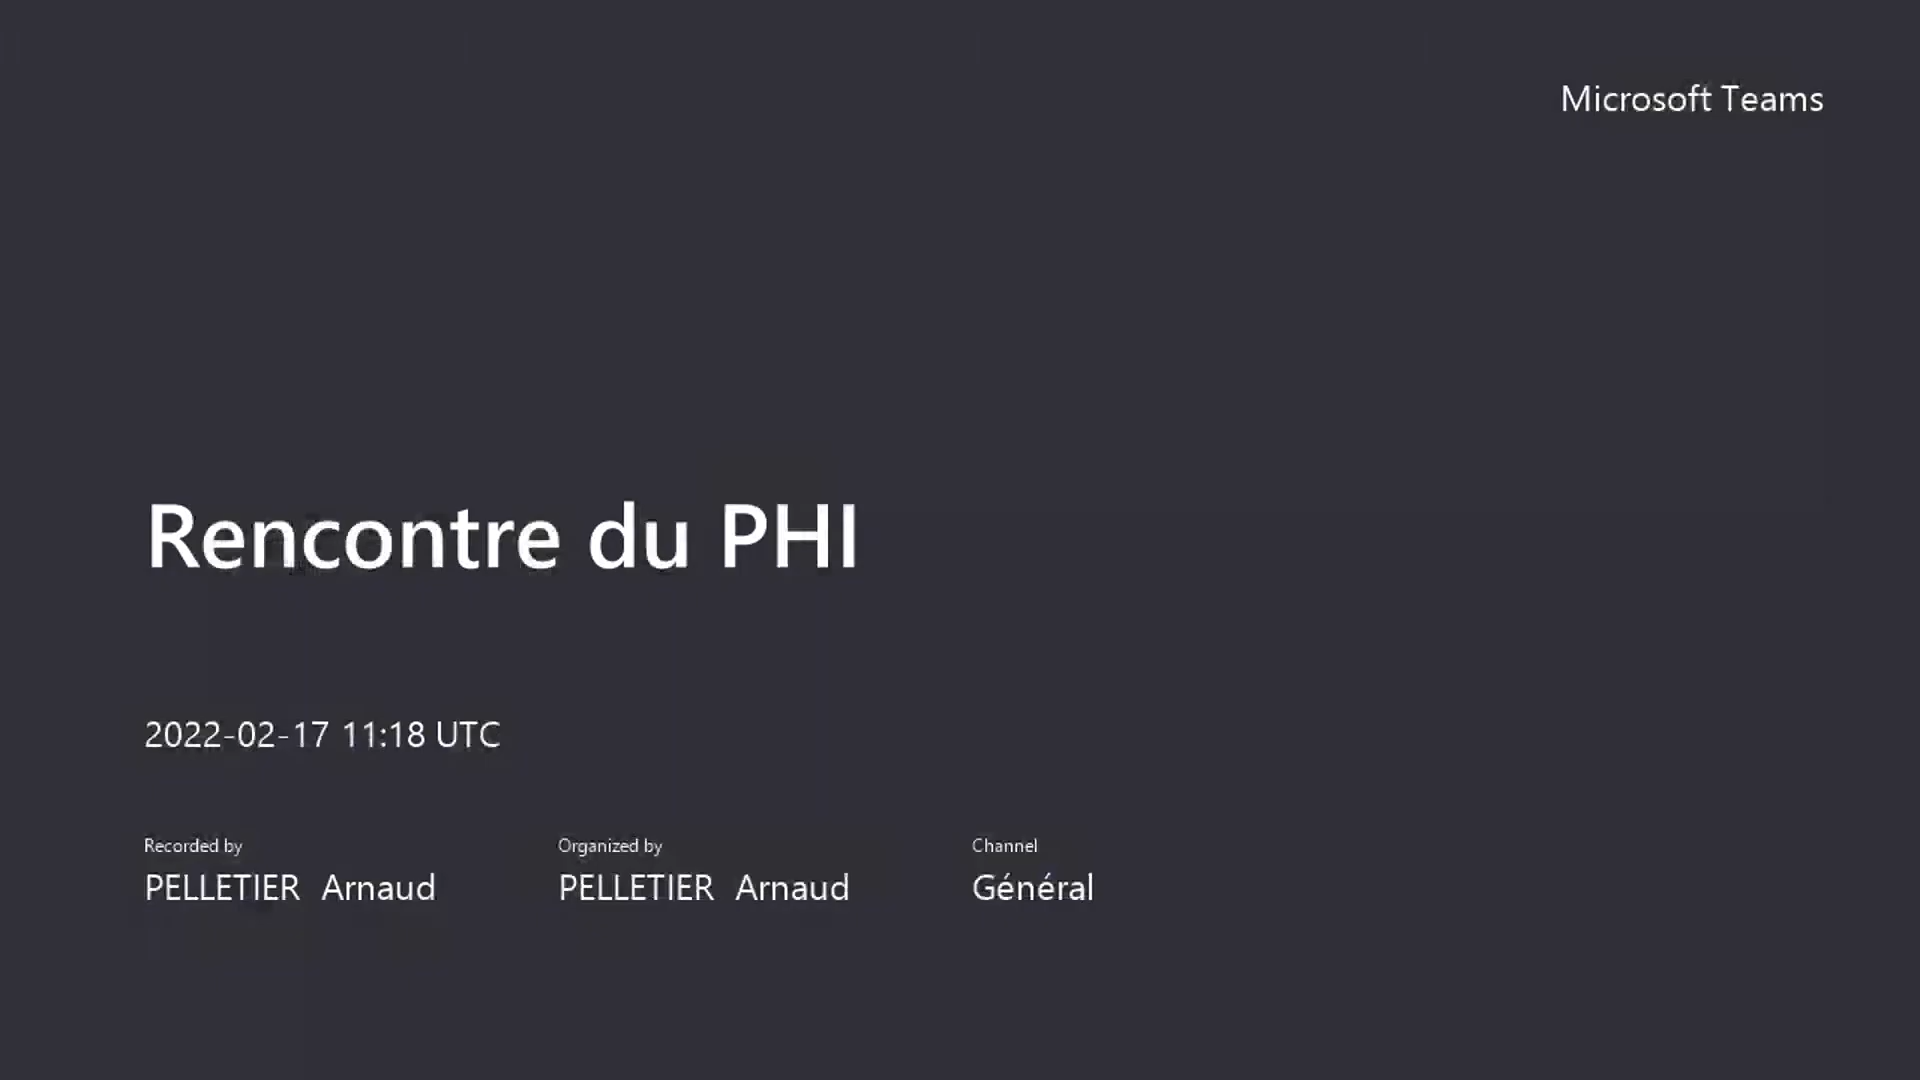 Microsoft Teams
Rencontre du PHI
2022-02-17 11:18 UTC
Recorded by
PELLETIER Arnaud
Organized by
PELLETIER Arnaud
Channel
Général